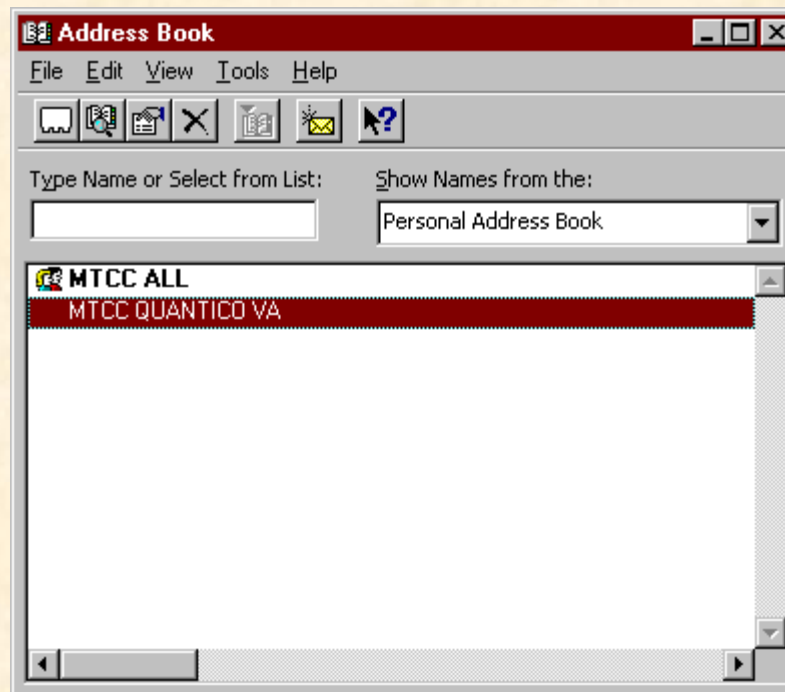 Address Book
File Edit View Tools Help
Type Name or Select from List: Show Names from the:
Personal Address Book
MTCC ALL
MTCC QUANTICO VA